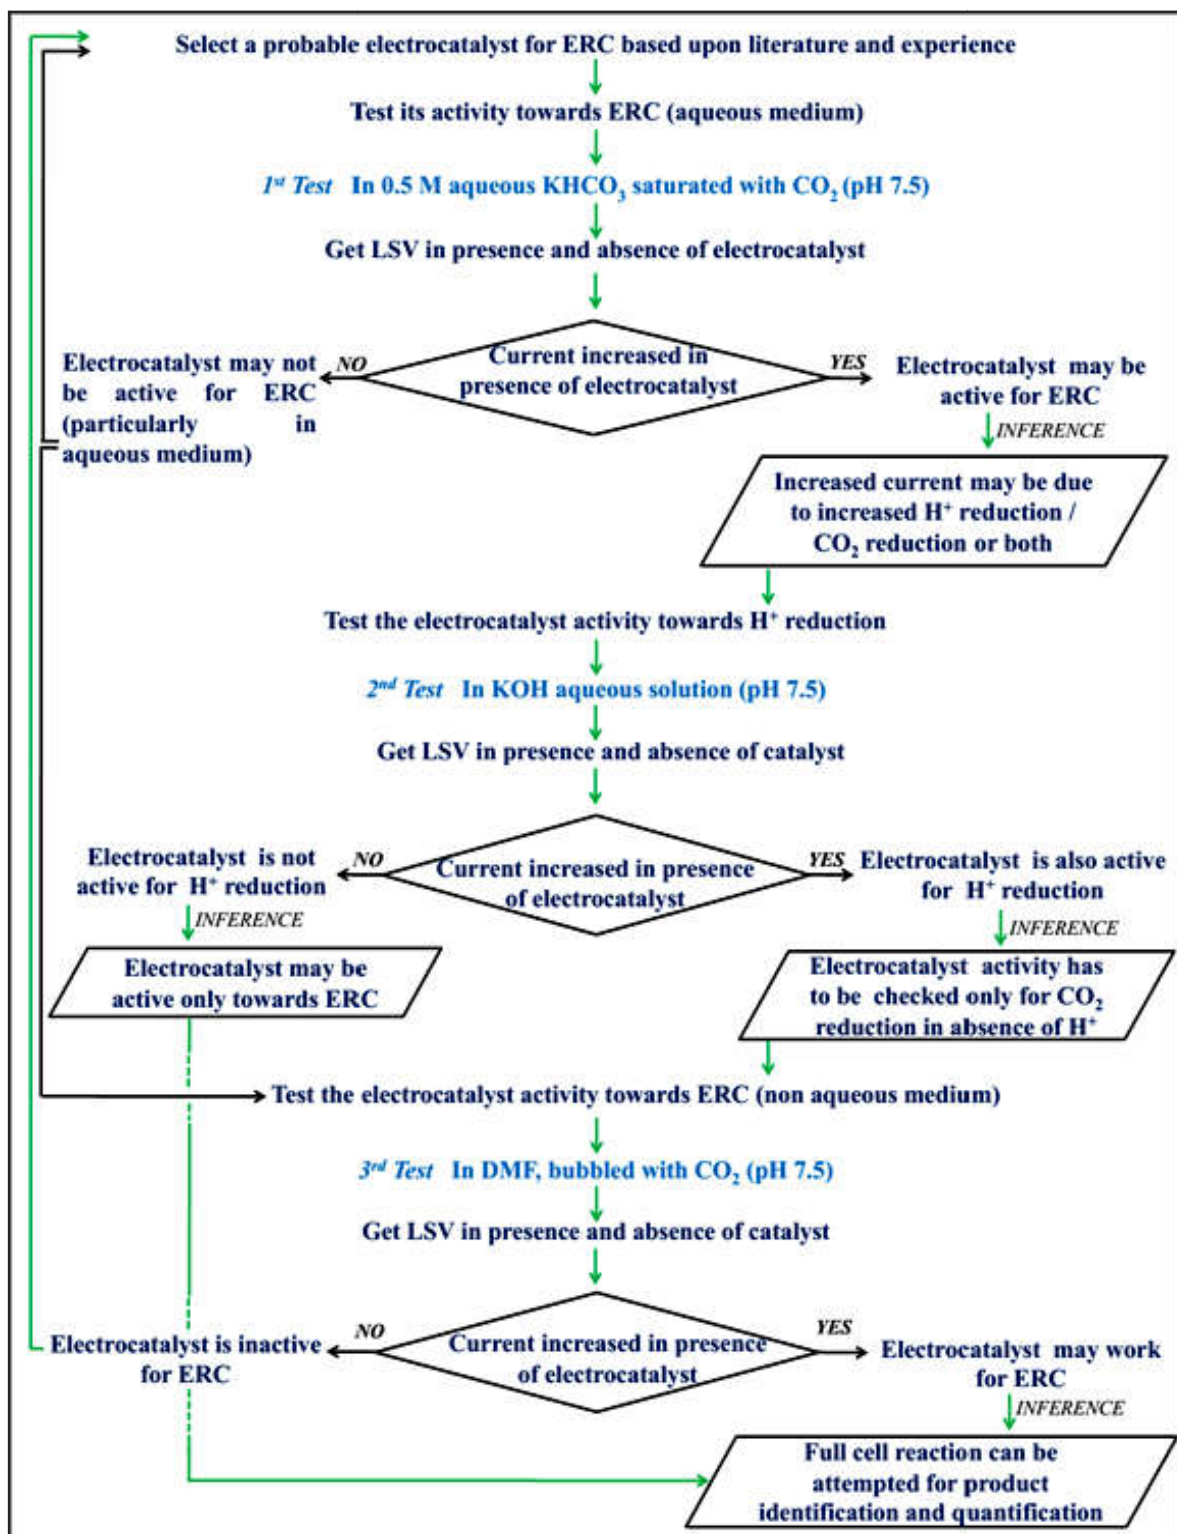 Select a probable electrocatalyst for ERC based upon literature and experience
Test its activity towards ERC (aqueous medium)
1st Test In 0.5 M aqueous KHCO3 saturated with CO2 (pH 7.5)
Get LSV in presence and absence of electrocatalyst
Current increased in
presence of electrocatalyst
NO
Electrocatalyst may not
be active for ERC
(particularly in
aqueous medium)
YES
Electrocatalyst may be
active for ERC
INFERENCE
Increased current may be due
to increased H+ reduction /
CO2 reduction or both
Test the electrocatalyst activity towards H+ reduction
2nd Test In KOH aqueous solution (pH 7.5)
Get LSV in presence and absence of catalyst
Current increased in presence
of electrocatalyst
NO
Electrocatalyst is not
active for H+ reduction
INFERENCE
Electrocatalyst may be
active only towards ERC
YES
Electrocatalyst is also active
for H+ reduction
INFERENCE
Electrocatalyst activity has
to be checked only for CO2
reduction in absence of H+
Test the electrocatalyst activity towards ERC (non aqueous medium)
3rd Test In DMF, bubbled with CO2 (pH 7.5)
Get LSV in presence and absence of catalyst
Current increased in presence
of electrocatalyst
NO
Electrocatalyst is inactive
for ERC
YES
Electrocatalyst may work
for ERC
INFERENCE
Full cell reaction can be
attempted for product
identification and quantification